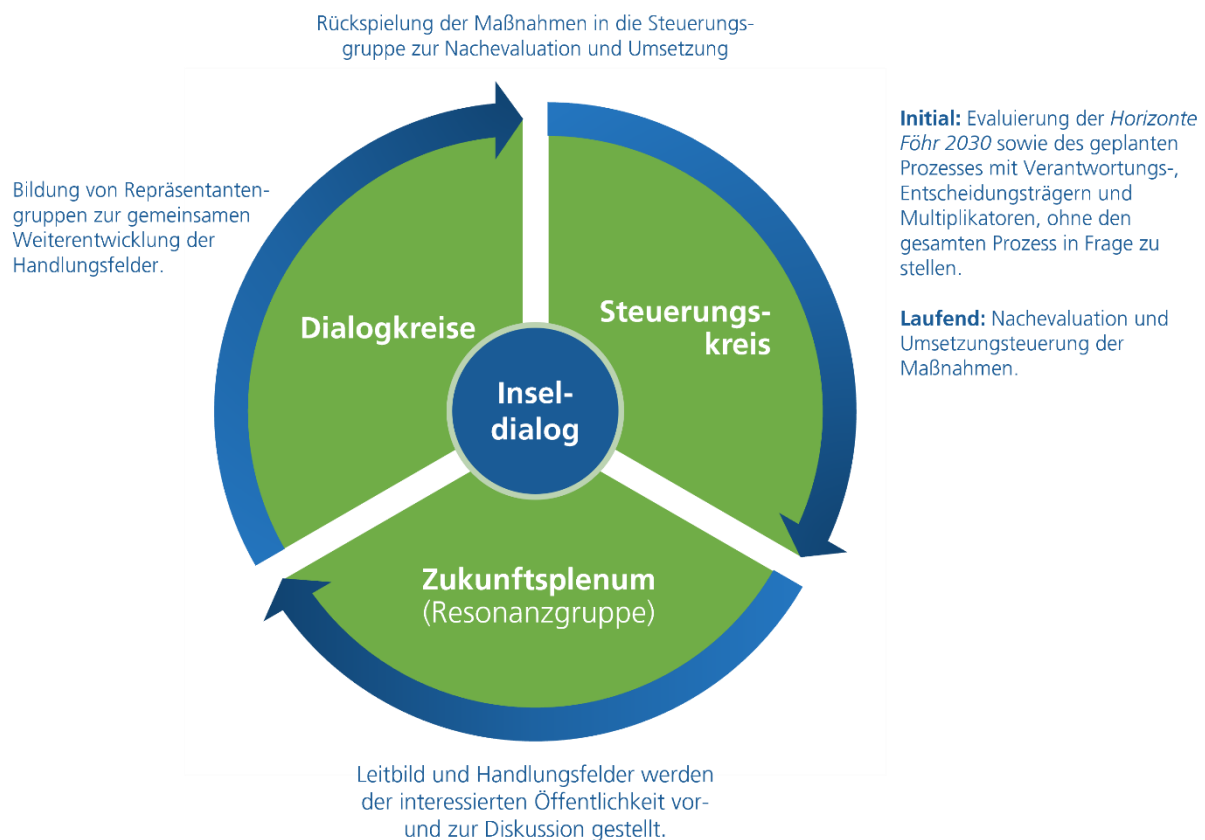 Rückspielung der Maßnahmen in die Steuerungs-
gruppe zur Nachevaluation und Umsetzung
Initial: Evaluierung der Horizonte
Föhr 2030 sowie des geplanten
Prozesses mit Verantwortungs-,
Entscheidungsträgern und
Multiplikatoren, ohne den
gesamten Prozess in Frage zu
stellen.
Laufend: Nachevaluation und
Umsetzungsteuerung der
Maßnahmen.
Bildung von Repräsentanten-
gruppen zur gemeinsamen
Weiterentwicklung der
Handlungsfelder.
Dialogkreise
Steuerungs-
kreis
Insel-
dialog
Zukunftsplenum
(Resonanzgruppe)
Leitbild und Handlungsfelder werden
der interessierten Öffentlichkeit vor-
und zur Diskussion gestellt.